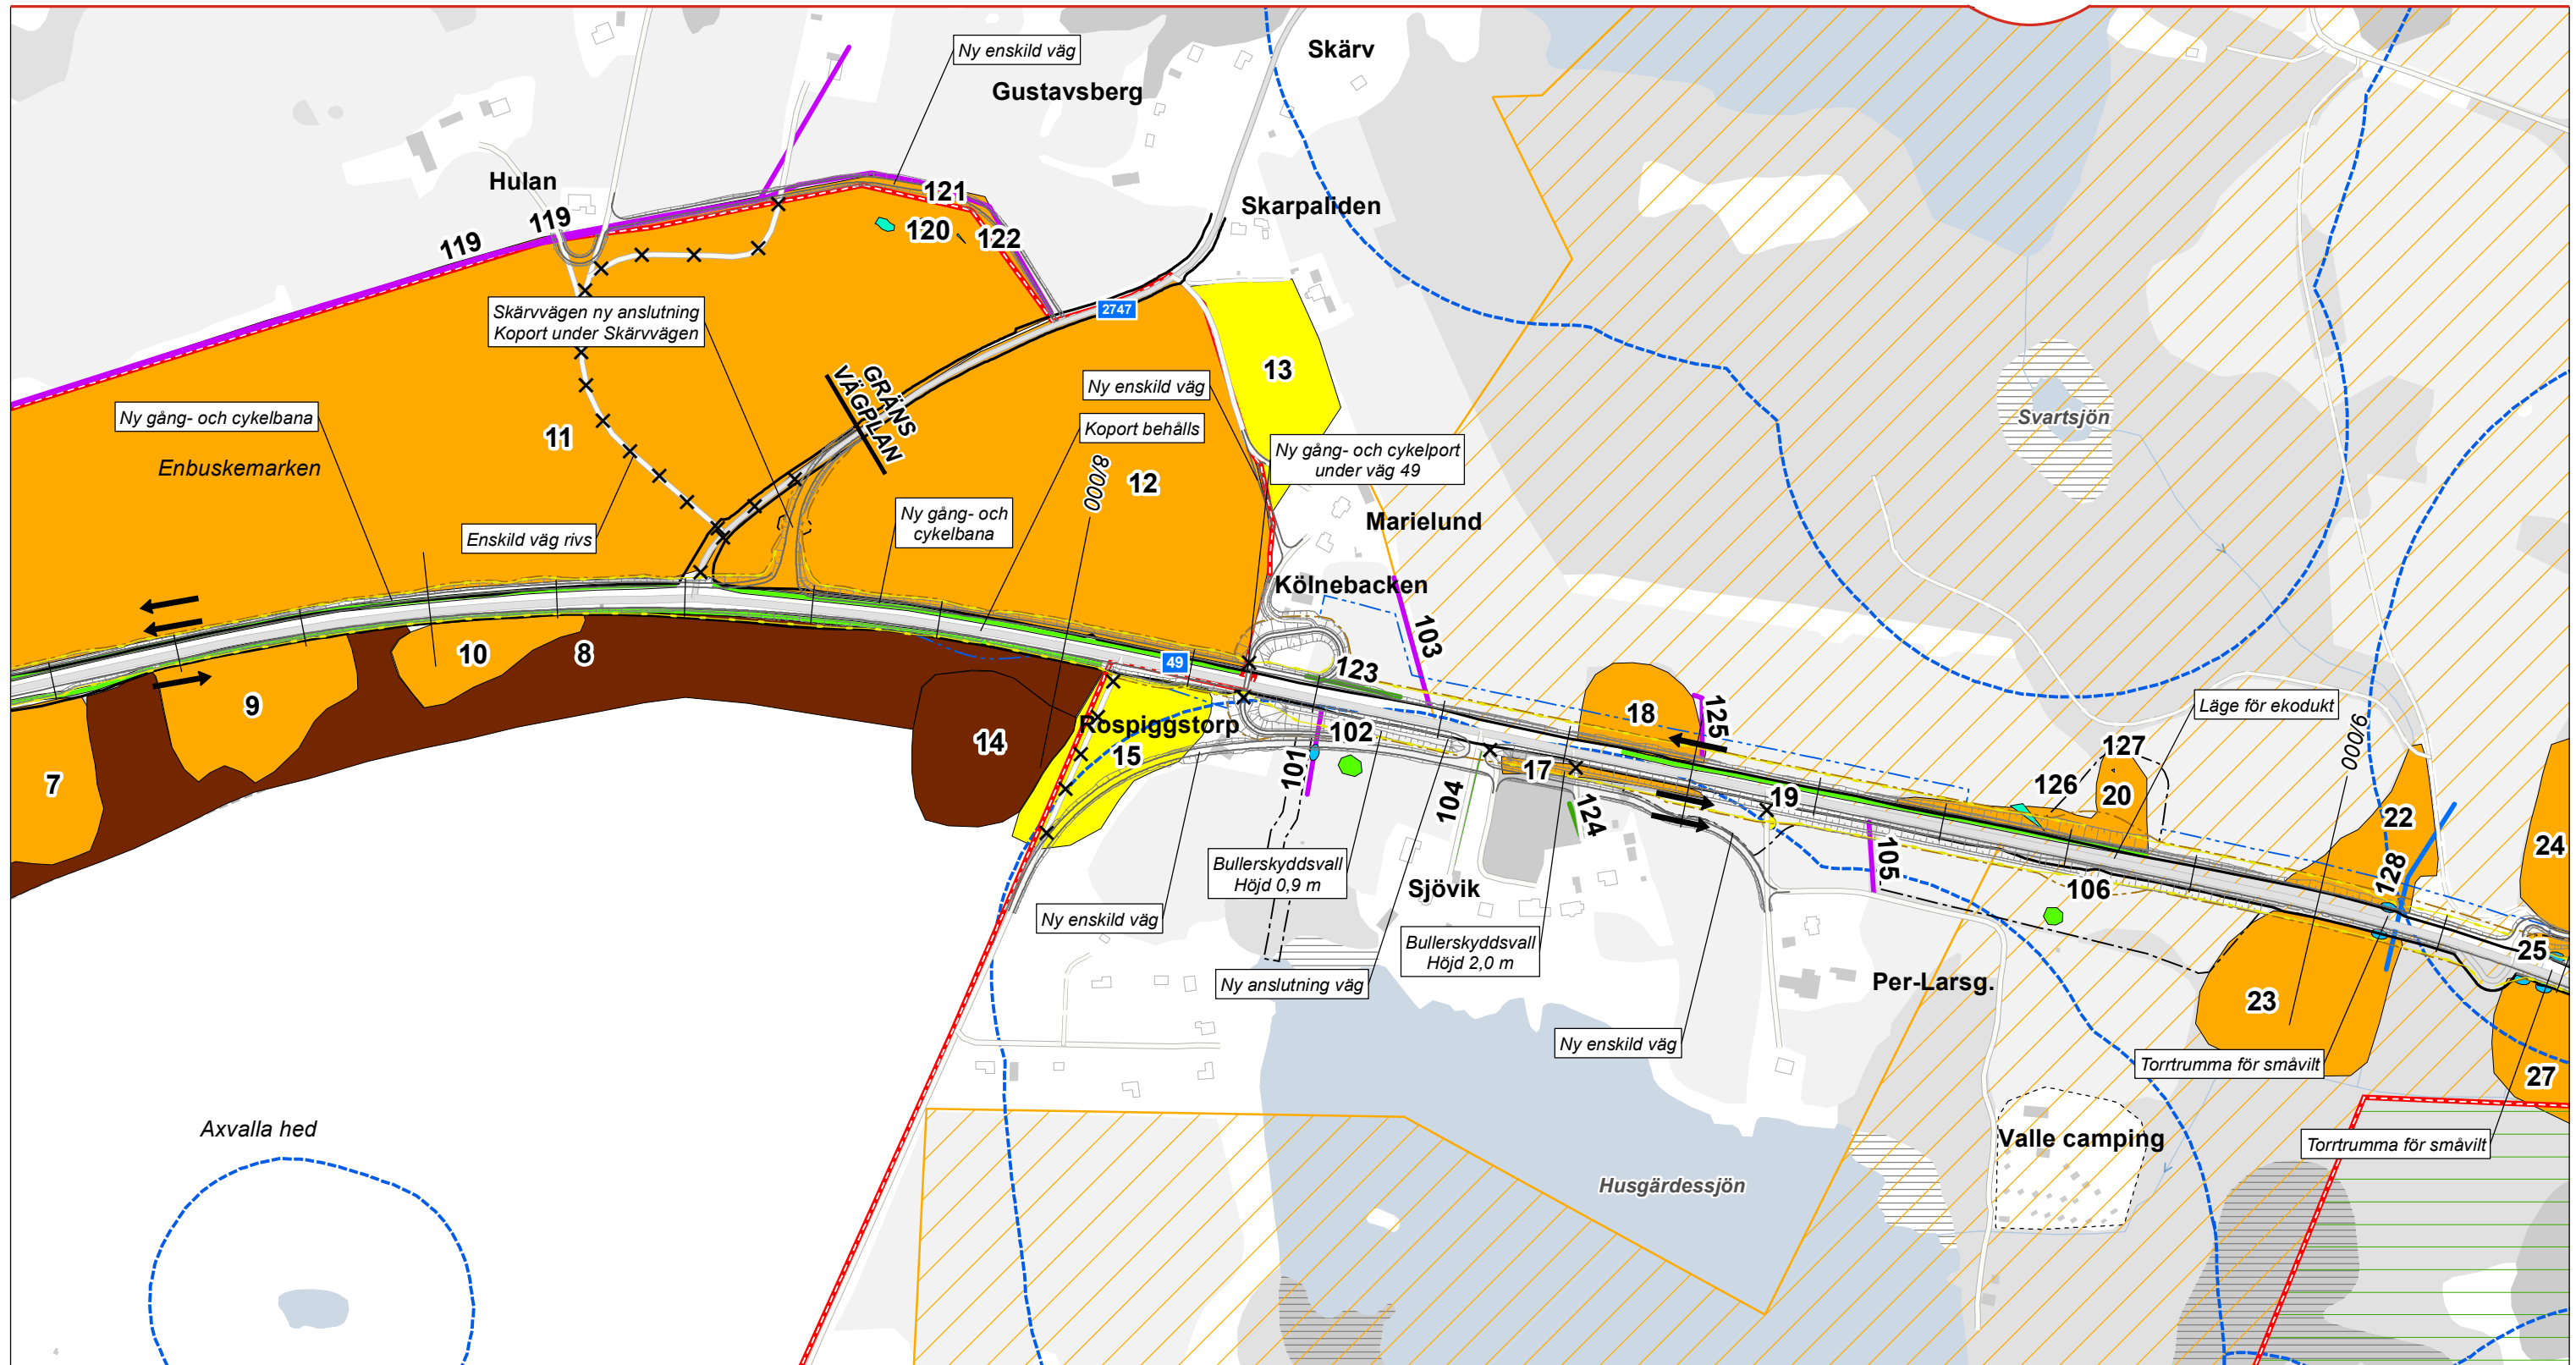 Ny enskild väg
Skärv
Gustavsberg
Hulan
121
Skarpaliden
119
119
120
122
Skärvvägen ny anslutning
Koport under Skärvvägen
2747
13
GRÄNS
VÄGPLAN
Ny enskild väg
Ny gång- och cykelbana
Koport behålls
Svartsjön
11
Enbuskemarken
Ny gång- och cykelport
under väg 49
8/000
12
Ny gång- och
cykelbana
Marielund
Enskild väg rivs
Kölnebacken
103
10
8
49
123
9
Rospiggstorp
102
18
125
Läge för ekodukt
14
15
101
17
127
9/000
7
104
124
19
126
20
22
24
Bullerskyddsvall
Höjd 0,9 m
Sjövik
105
106
128
Ny enskild väg
Bullerskyddsvall
Höjd 2,0 m
25
Ny anslutning väg
Per-Larsg.
23
Ny enskild väg
Torrtrumma för småvilt
27
Axvalla hed
Valle camping
Torrtrumma för småvilt
Husgärdessjön